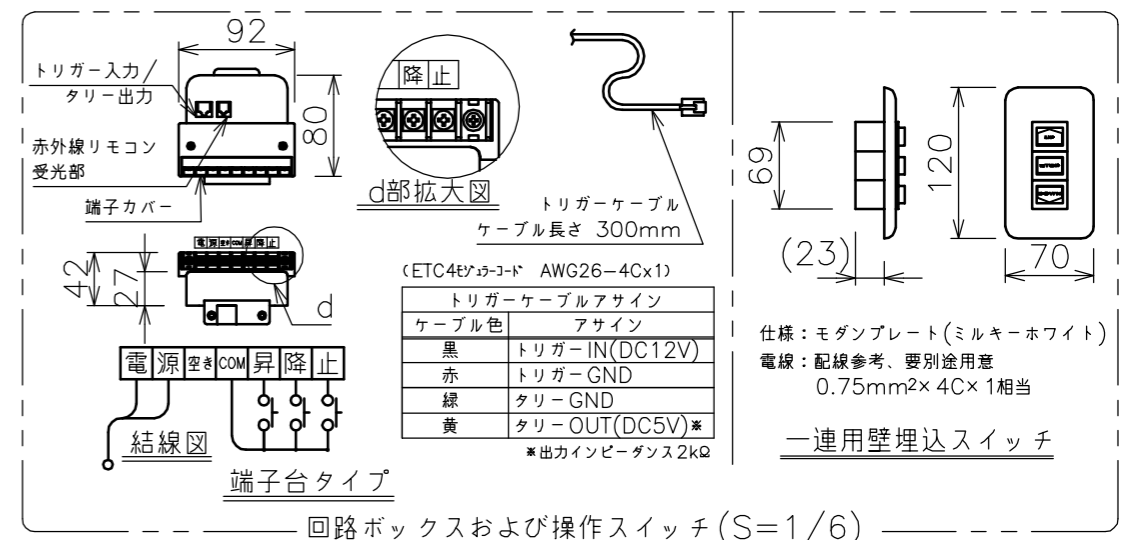 92
トリガー入力/
タリー出力
80
赤外線リモコン
受光部
端子カバー
降止
d部拡大図
トリガーケーブル
ケーブル長さ 300mm
電源空きCOM昇降止
42
27
d
電源空きCOM昇降止
結線図
端子台タイプ
(ETC4ﾓｼﾞｭﾗｰｺｰﾄﾞ AWG26-4Cx1)
トリガーケーブルアサイン
ケーブル色 アサイン
黒 トリガーIN(DC12V)
赤 トリガーGND
緑 タリーGND
黄 タリーOUT(DC5V)※
※出力インピーダンス2kΩ
69
(23)
120
70
仕様：モダンプレート(ミルキーホワイト)
電線：配線参考、要別途用意
0.75mm²×4C×1相当
一連用壁埋込スイッチ
回路ボックスおよび操作スイッチ(S=1/6)